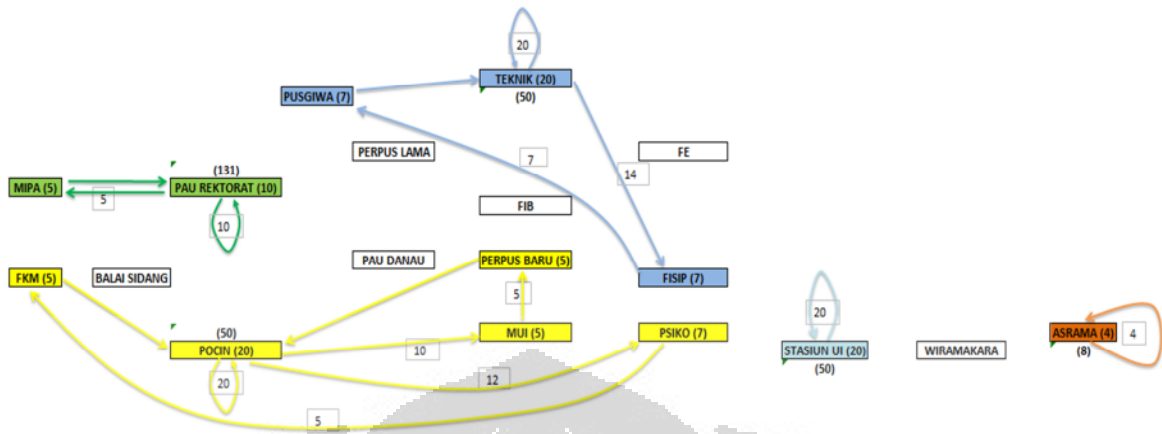 20
TEKNIK (20)
(50)
PUSGIWA (7)
PERPUS LAMA
7
FE
14
(131)
MIPA (5)
PAU REKTORAT (10)
5
10
FIB
FKM (5)
BALAI SIDANG
PAU DANAU
PERPUS BARU (5)
FISIP (7)
5
20
(50)
MUI (5)
PSIKO (7)
ASRAMA (4)
4
POCIN (20)
10
STASIUN UI (20)
WIRAMAKARA
(8)
(50)
20
12
5